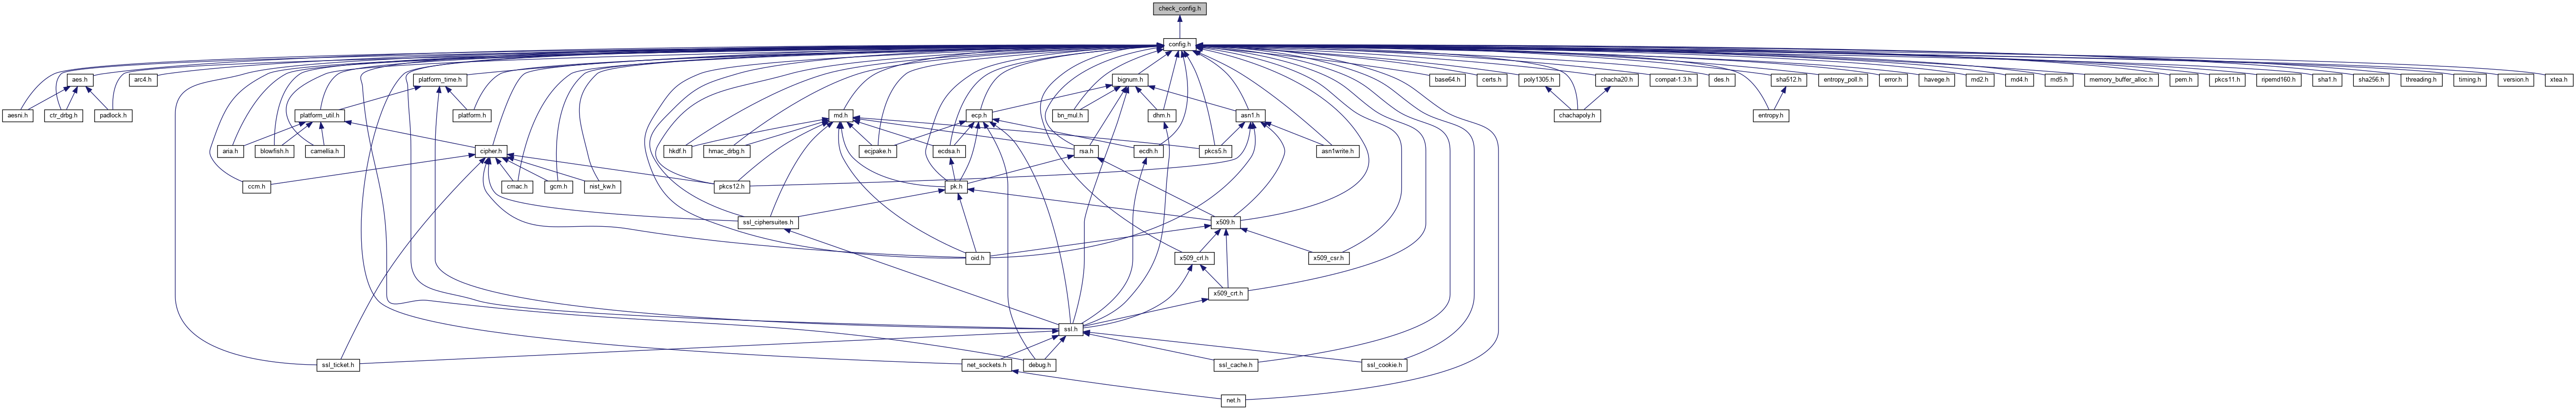 check_config.h
config.h
aes.h
arc4.h
platform_time.h
bignum.h
base64.h
certs.h
poly1305.h
chacha20.h
compat-1.3.h
des.h
sha512.h
entropy_poll.h
error.h
havege.h
md2.h
md4.h
md5.h
memory_buffer_alloc.h
pem.h
pkcs11.h
ripemd160.h
sha1.h
sha256.h
threading.h
timing.h
version.h
xtea.h
aesni.h
ctr_drbg.h
padlock.h
platform_util.h
platform.h
md.h
ecp.h
bn_mul.h
dhm.h
asn1.h
chachapoly.h
entropy.h
aria.h
blowfish.h
camellia.h
cipher.h
hkdf.h
hmac_drbg.h
ecjpake.h
ecdsa.h
rsa.h
ecdh.h
pkcs5.h
asn1write.h
ccm.h
cmac.h
gcm.h
nist_kw.h
pkcs12.h
pk.h
ssl_ciphersuites.h
x509.h
oid.h
x509_crl.h
x509_csr.h
x509_crt.h
ssl.h
ssl_ticket.h
net_sockets.h
debug.h
ssl_cache.h
ssl_cookie.h
net.h